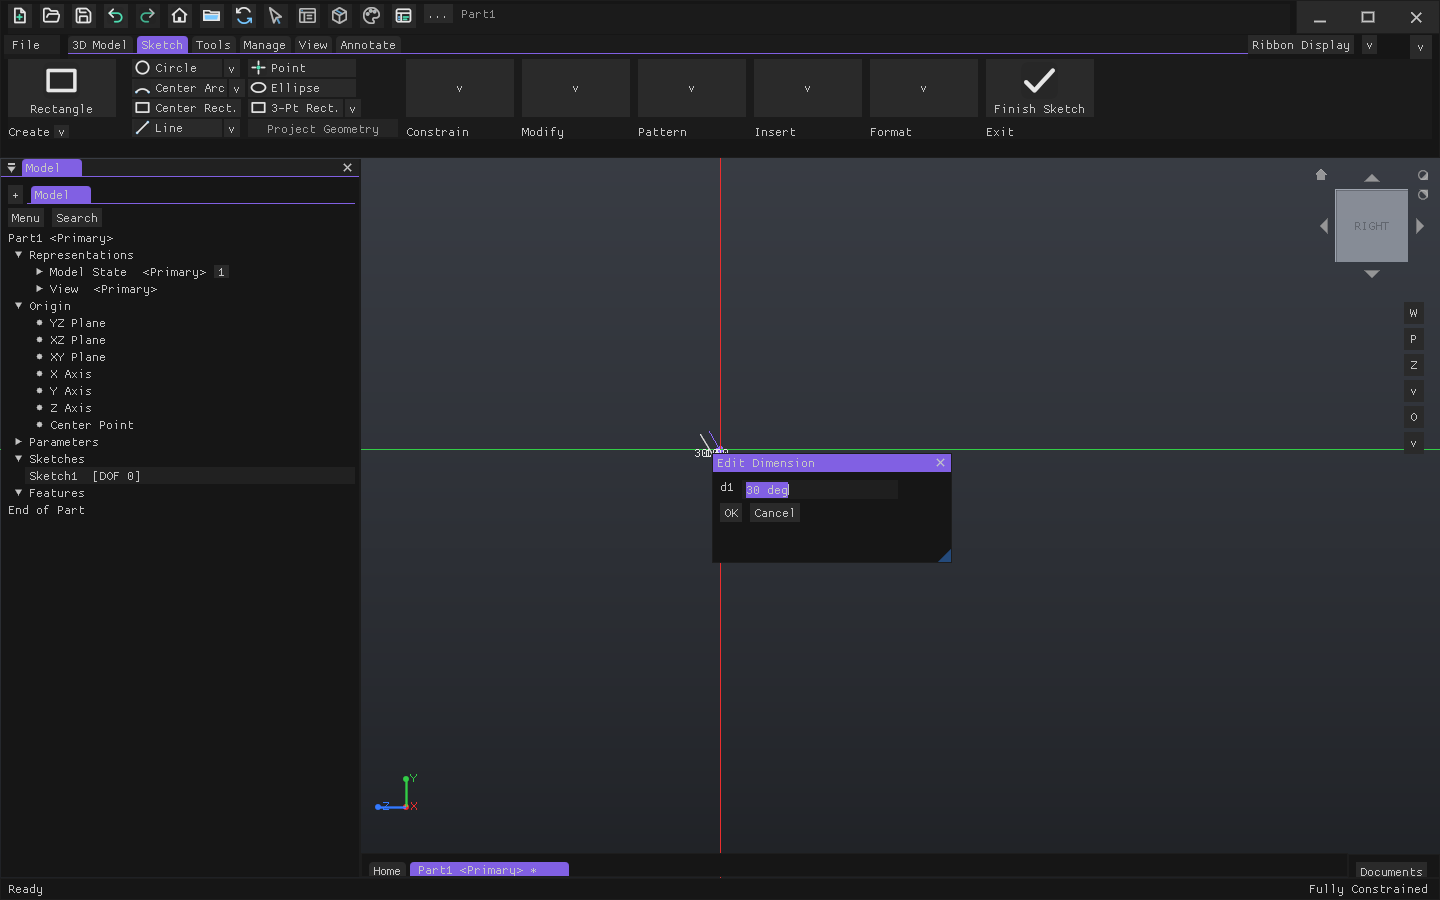 ... Part1
File 3D Model Sketch Tools Manage View Annotate Ribbon Display v v
Rectangle
Create v
Circle v Point
Center Arc v Ellipse
Center Rect. 3-Pt Rect. v
Line v Project Geometry
v
Constrain
v
Modify
v
Pattern
v
Insert
v
Format
Finish Sketch
Exit
Model
+ Model
Menu Search
Part1 <Primary>
Representations
Model State <Primary> 1
View <Primary>
Origin
YZ Plane
XZ Plane
XY Plane
X Axis
Y Axis
Z Axis
Center Point
Parameters
Sketches
Sketch1 [DOF 0]
Features
End of Part
RIGHT
W
P
Z
v
O
v
Edit Dimension
d1 30 deg
OK Cancel
Y
Z X
Home Part1 <Primary> * Documents
Ready Fully Constrained